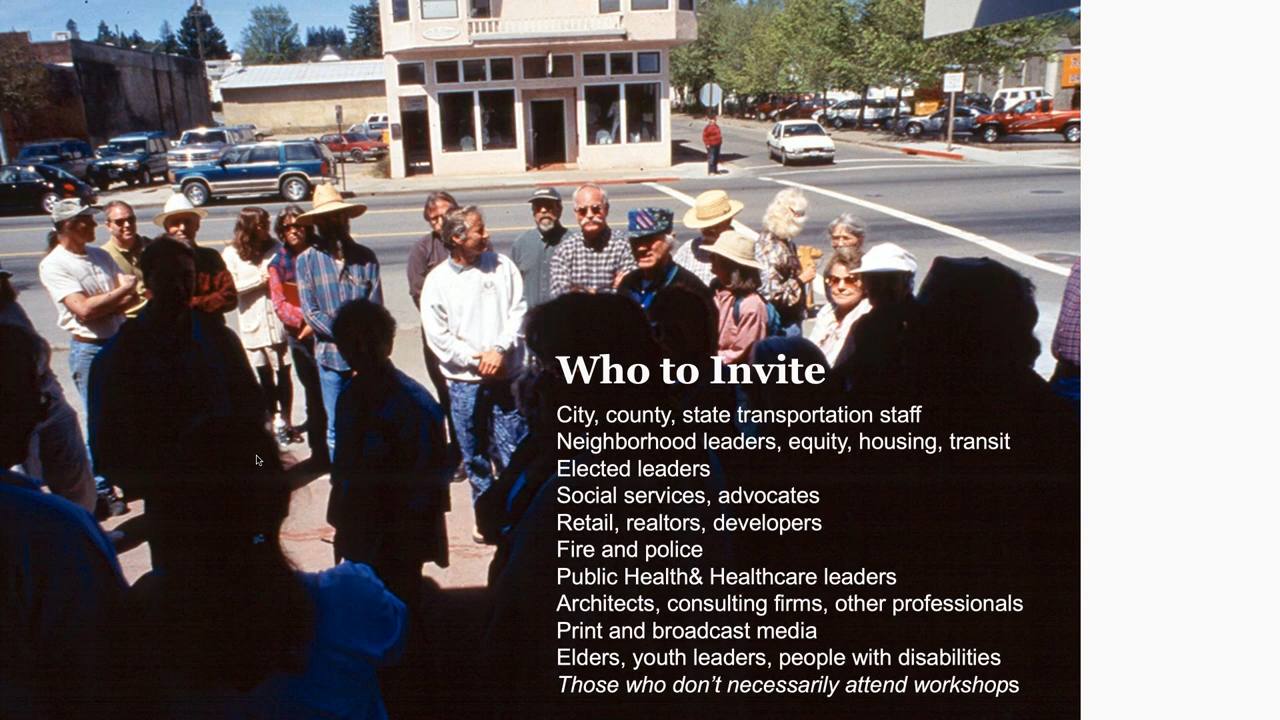 Who to Invite
City, county, state transportation staff
Neighborhood leaders, equity, housing, transit
Elected leaders
Social services, advocates
Retail, realtors, developers
Fire and police
Public Health& Healthcare leaders
Architects, consulting firms, other professionals
Print and broadcast media
Elders, youth leaders, people with disabilities
Those who don’t necessarily attend workshops